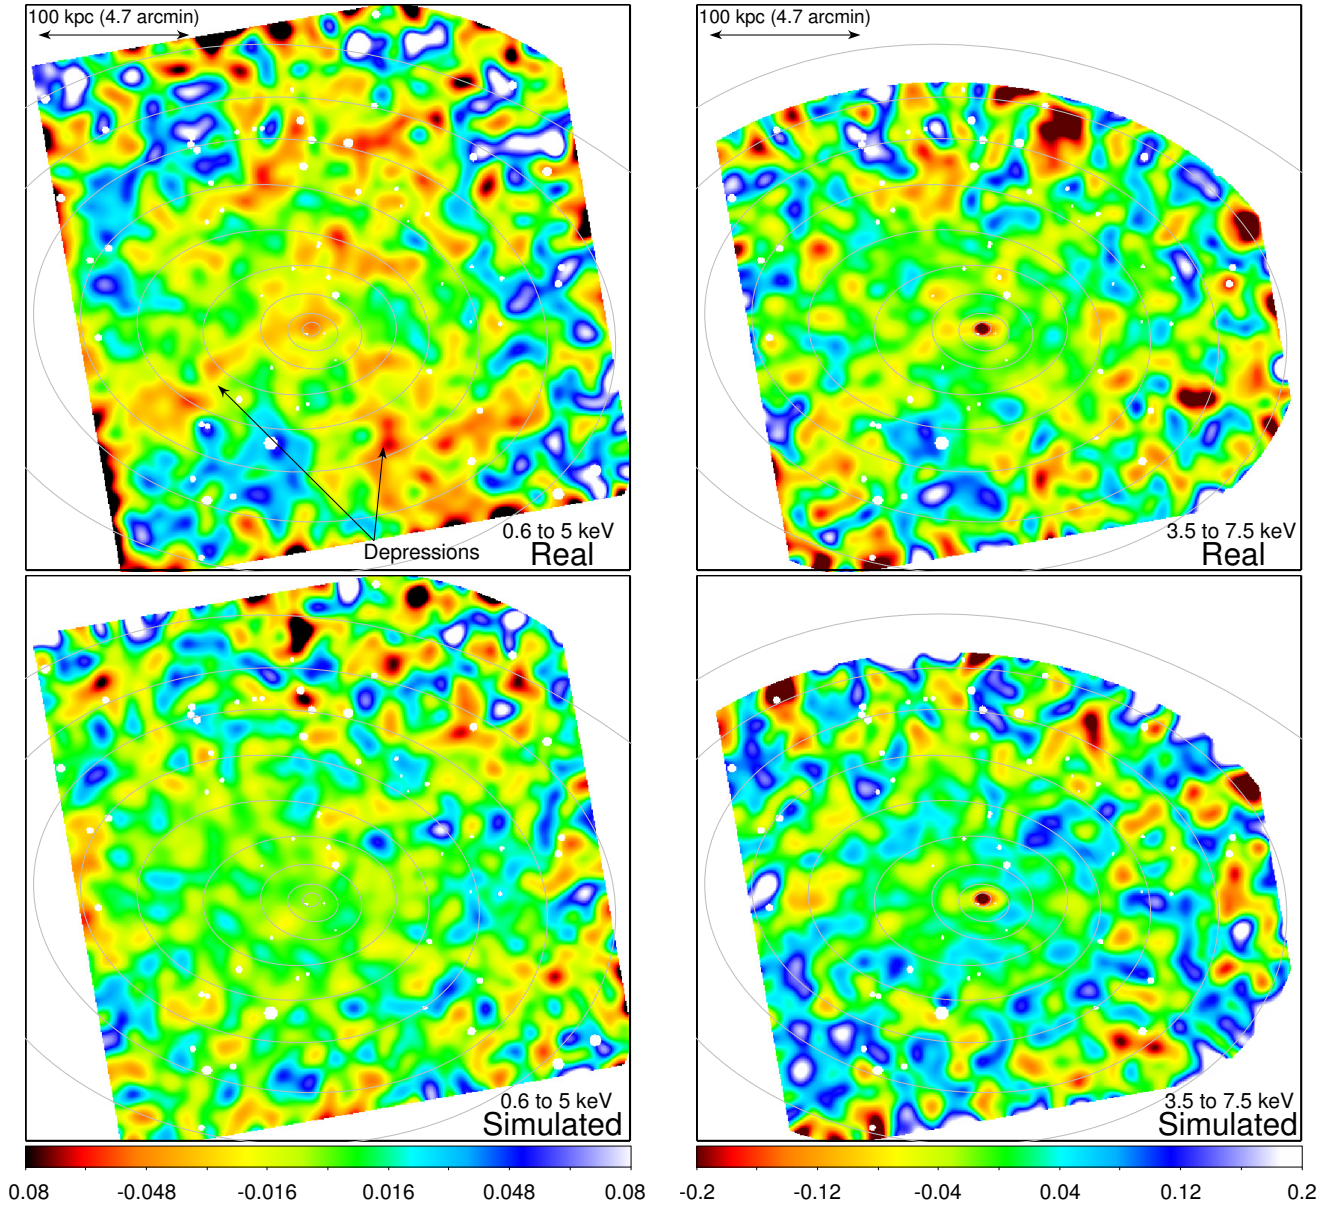 100 kpc (4.7 arcmin)
100 kpc (4.7 arcmin)
Depressions
0.6 to 5 keV
Real
3.5 to 7.5 keV
Real
0.6 to 5 keV
Simulated
3.5 to 7.5 keV
Simulated
0.08 -0.048 -0.016 0.016 0.048 0.08
-0.2 -0.12 -0.04 0.04 0.12 0.2